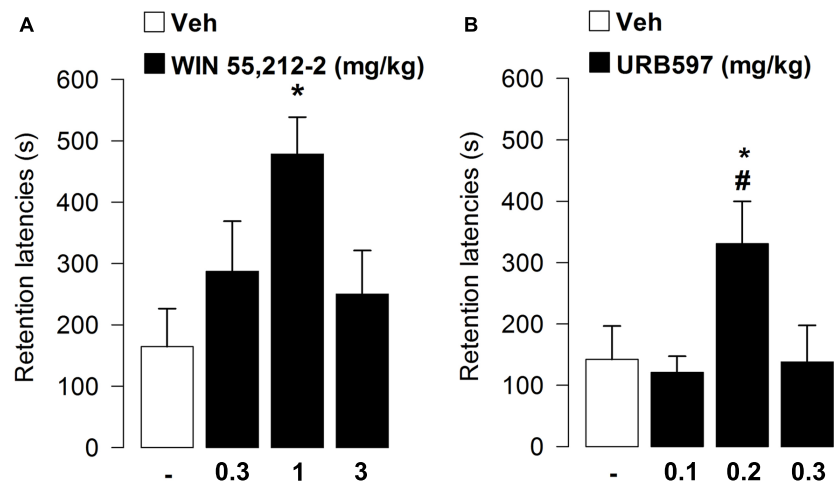 A
Veh
WIN 55,212-2 (mg/kg)
Retention latencies (s)
600
500
400
300
200
100
0
*
- 0.3 1 3
B
Veh
URB597 (mg/kg)
Retention latencies (s)
600
500
400
300
200
100
0
*
#
- 0.1 0.2 0.3